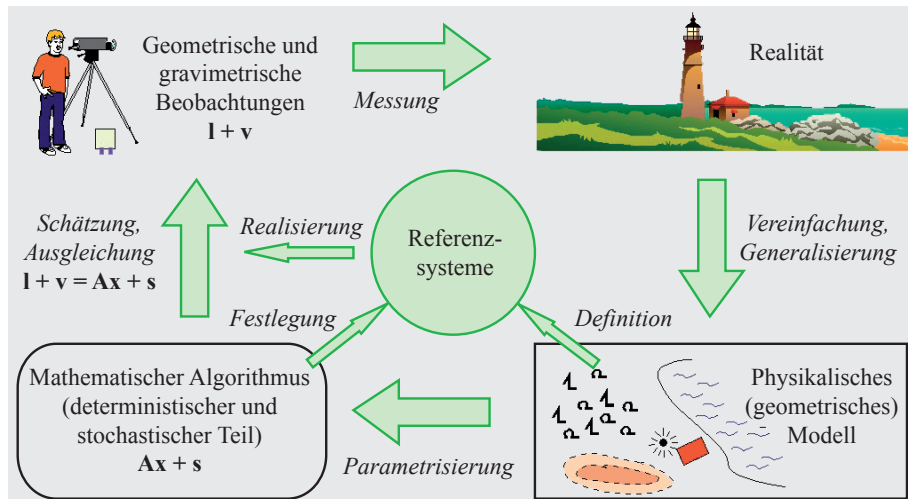 Geometrische und
gravimetrische
Beobachtungen
l + v
Messung
Realität
Schätzung,
Ausgleichung
l + v = Ax + s
Realisierung
Referenz-
systeme
Vereinfachung,
Generalisierung
Festlegung
Definition
Mathematischer Algorithmus
(deterministischer und
stochastischer Teil)
Ax + s
Parametrisierung
Physikalisches
(geometrisches)
Modell